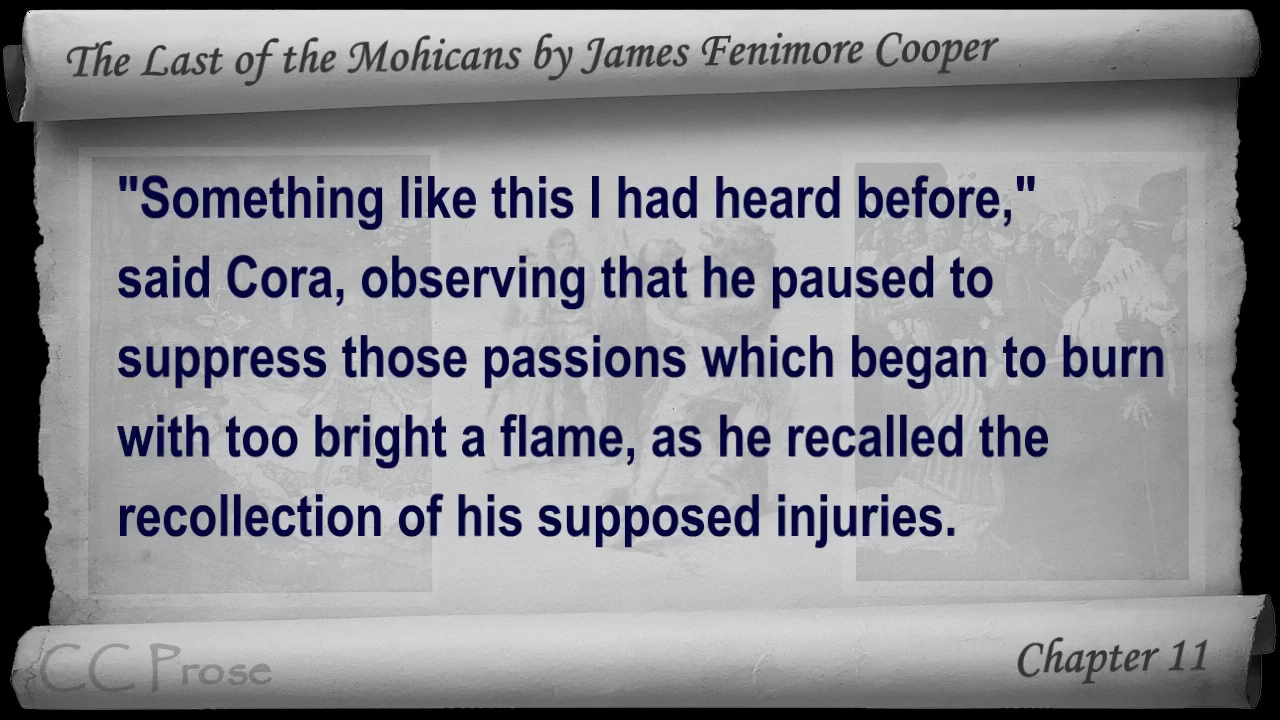 The Last of the Mohicans by James Fenimore Cooper
"Something like this I had heard before,"
said Cora, observing that he paused to
suppress those passions which began to burn
with too bright a flame, as he recalled the
recollection of his supposed injuries.
CC Prose
Chapter 11